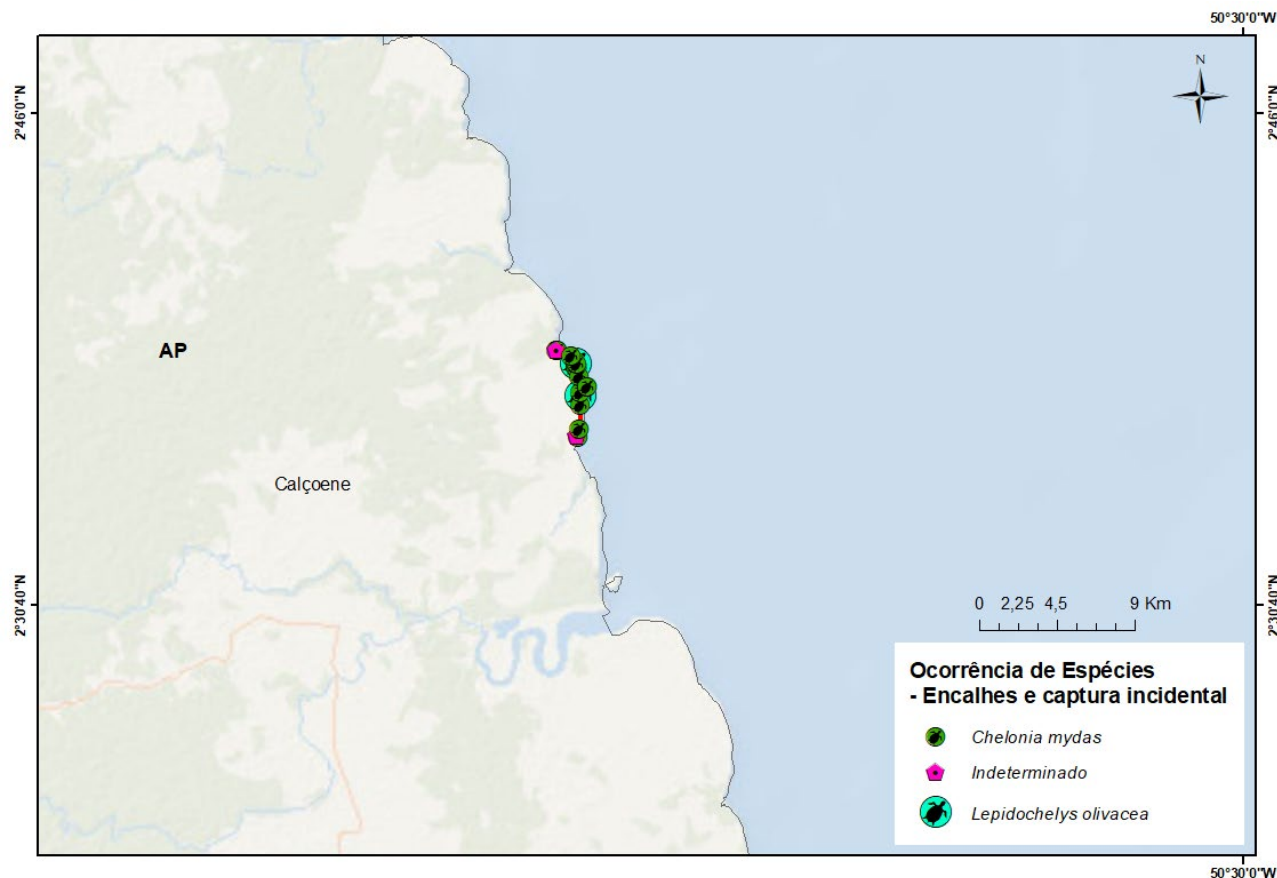 50°30'0"W
N
2°46'0"N
2°46'0"N
AP
Calçoene
2°30'40"N
2°30'40"N
0 2,25 4,5 9 Km
Ocorrência de Espécies
- Encalhes e captura incidental
Chelonia mydas
Indeterminado
Lepidochelys olivacea
50°30'0"W